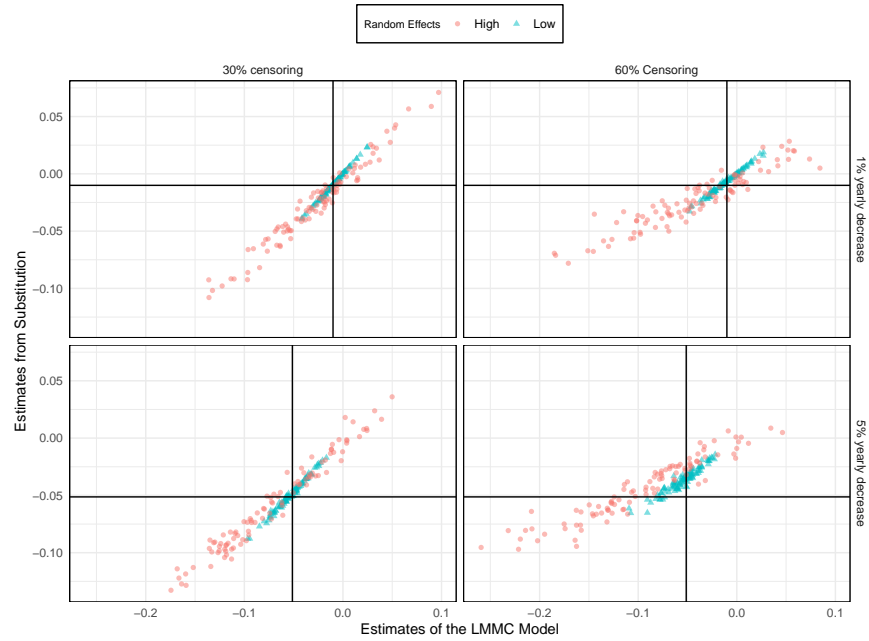 Random Effects High Low
30% censoring 60% Censoring
0.05
0.00
−0.05
−0.10
1% yearly decrease
0.05
0.00
−0.05
−0.10
5% yearly decrease
Estimates from Substitution
−0.2 −0.1 0.0 0.1 −0.2 −0.1 0.0 0.1
Estimates of the LMMC Model